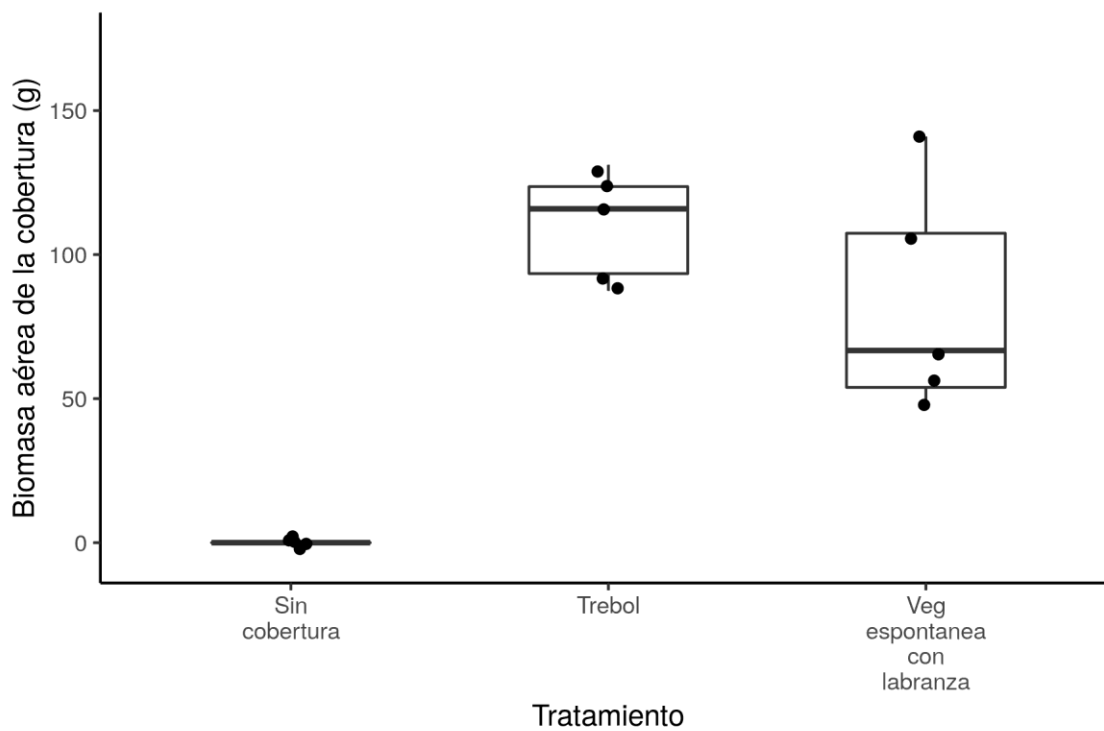 Biomasa aérea de la cobertura (g)
150
100
50
0
Sin
cobertura
Trebol
Veg
espontanea
con
labranza
Tratamiento